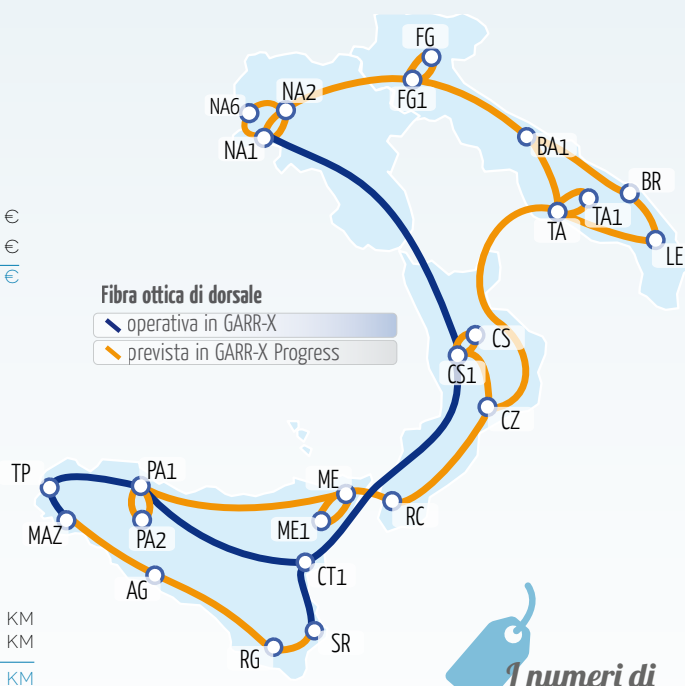 FG
FG1
NA2
NA6
NA1
BA1
BR
TA1
TA
LE
€
€
€
Fibra ottica di dorsale
operativa in GARR-X
prevista in GARR-X Progress
CS
CS1
CZ
TP
PA1
ME
RC
MAZ
PA2
ME1
AG
CT1
SR
RG
KM
KM
KM
I numeri di